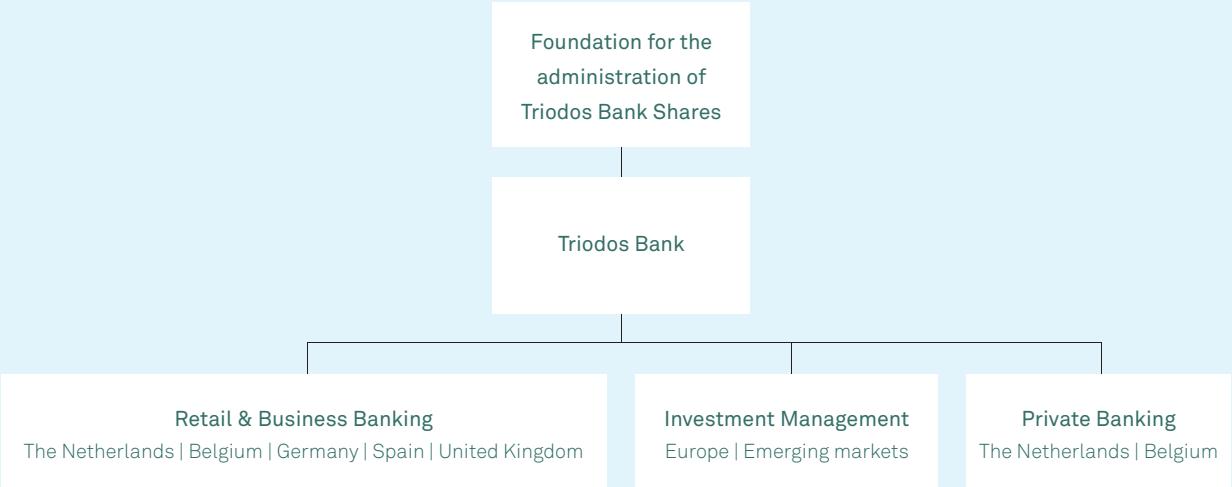 Foundation for the
administration of
Triodos Bank Shares
Triodos Bank
Retail & Business Banking
The Netherlands | Belgium | Germany | Spain | United Kingdom
Investment Management
Europe | Emerging markets
Private Banking
The Netherlands | Belgium